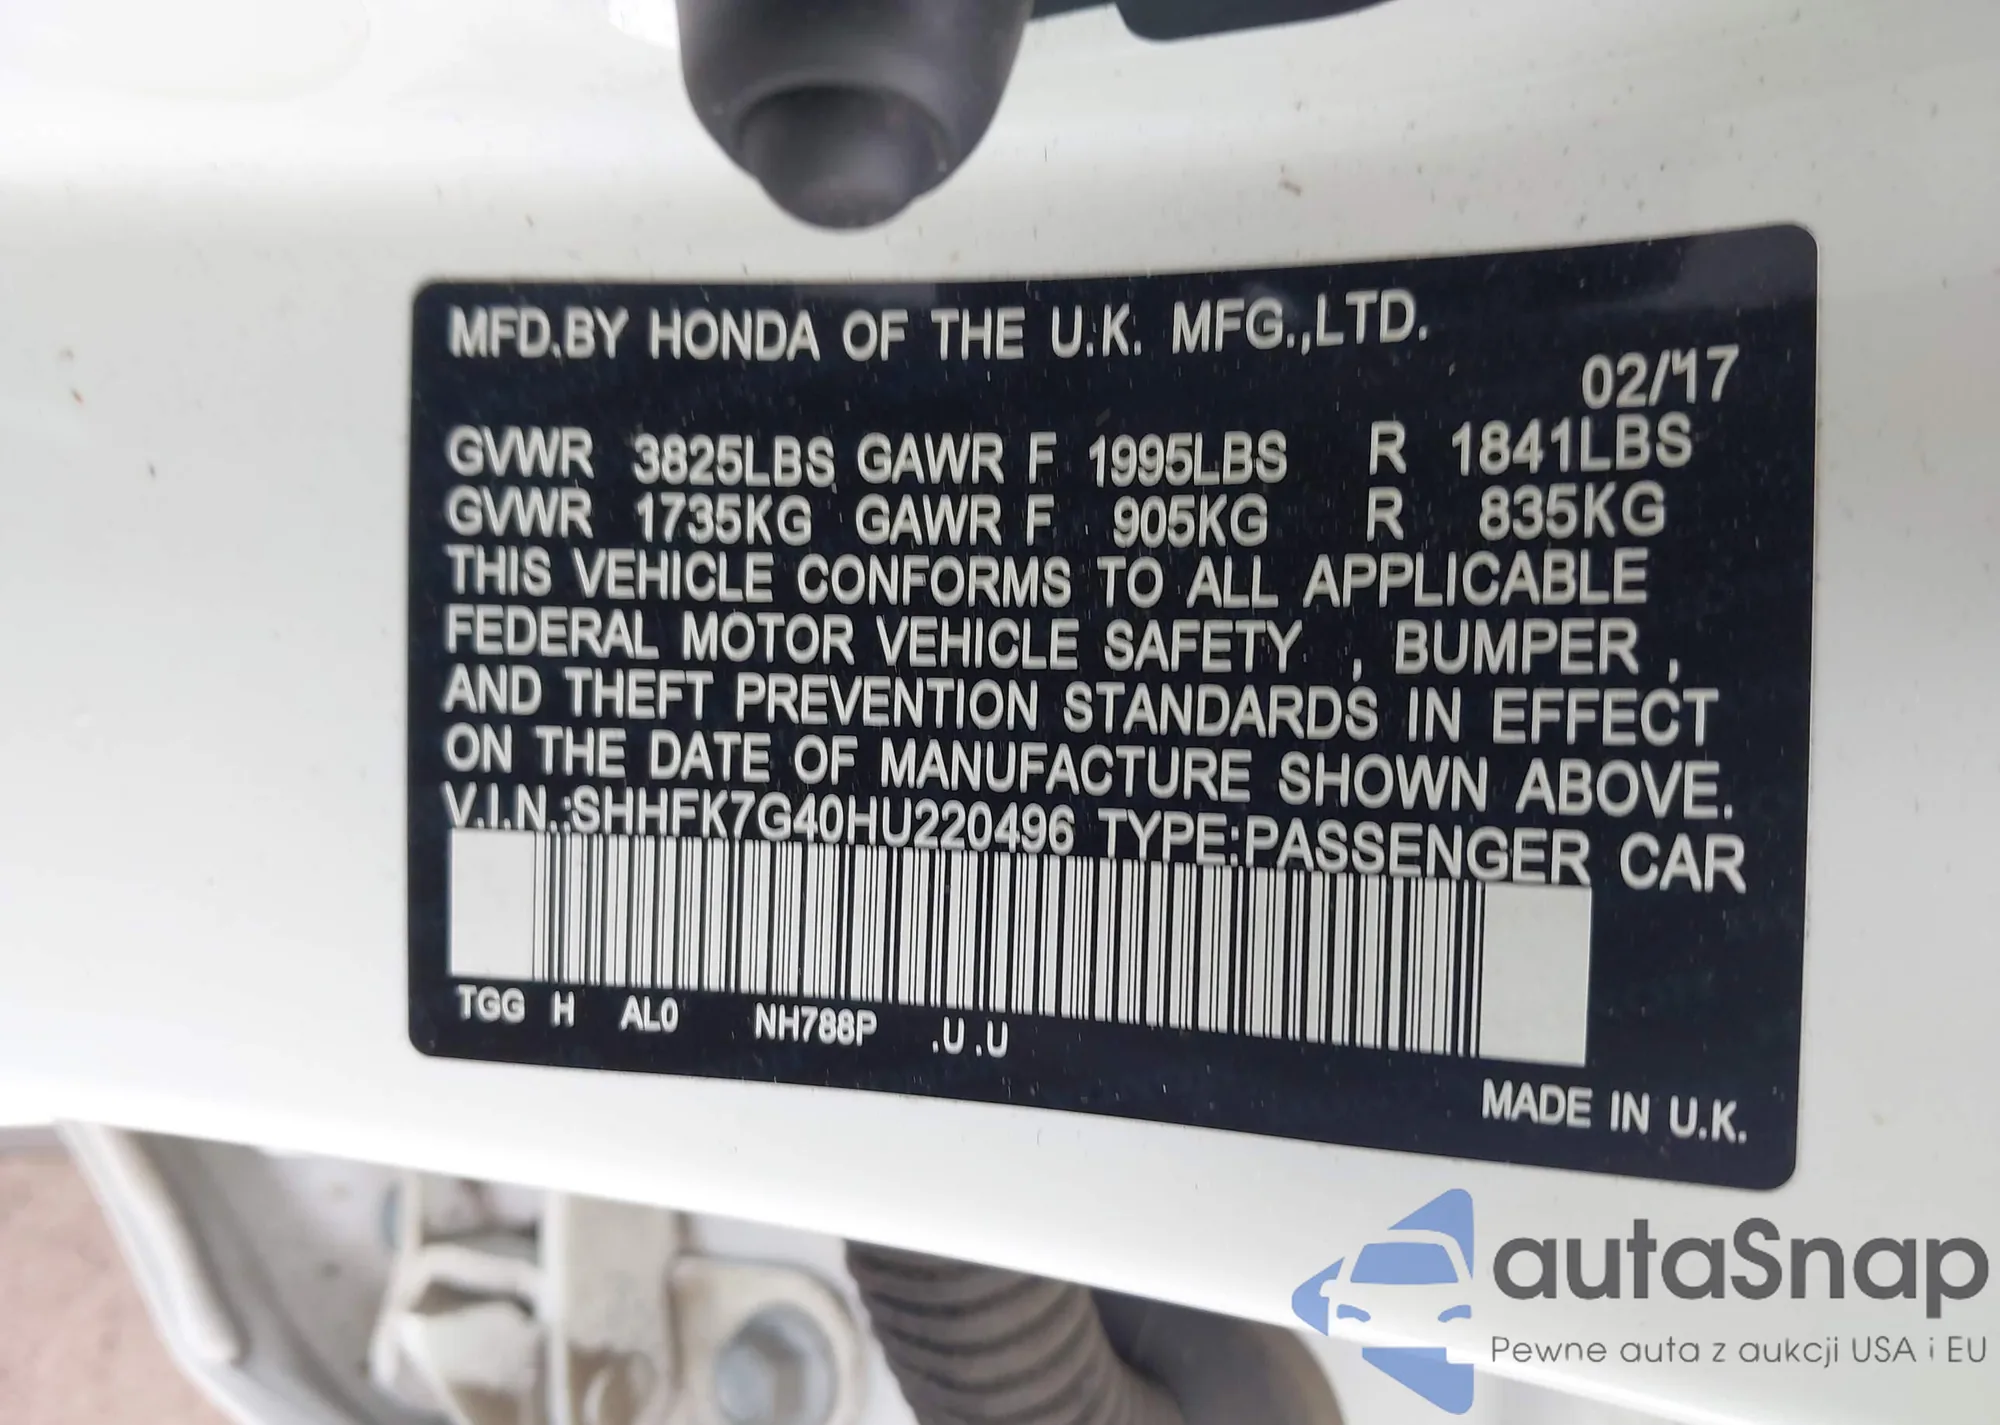 MFD.BY HONDA OF THE U.K. MFG.,LTD.
02/'17
GVWR 3825LBS GAWR F 1995LBS R 1841LBS
GVWR 1735KG GAWR F 905KG R 835KG
THIS VEHICLE CONFORMS TO ALL APPLICABLE
FEDERAL MOTOR VEHICLE SAFETY , BUMPER ,
AND THEFT PREVENTION STANDARDS IN EFFECT
ON THE DATE OF MANUFACTURE SHOWN ABOVE.
V.I.N.:SHHFK7G40HU220496 TYPE:PASSENGER CAR
TGG H AL0 NH788P .U .U
MADE IN U.K.
autaSnap
Pewne auta z aukcji USA i EU